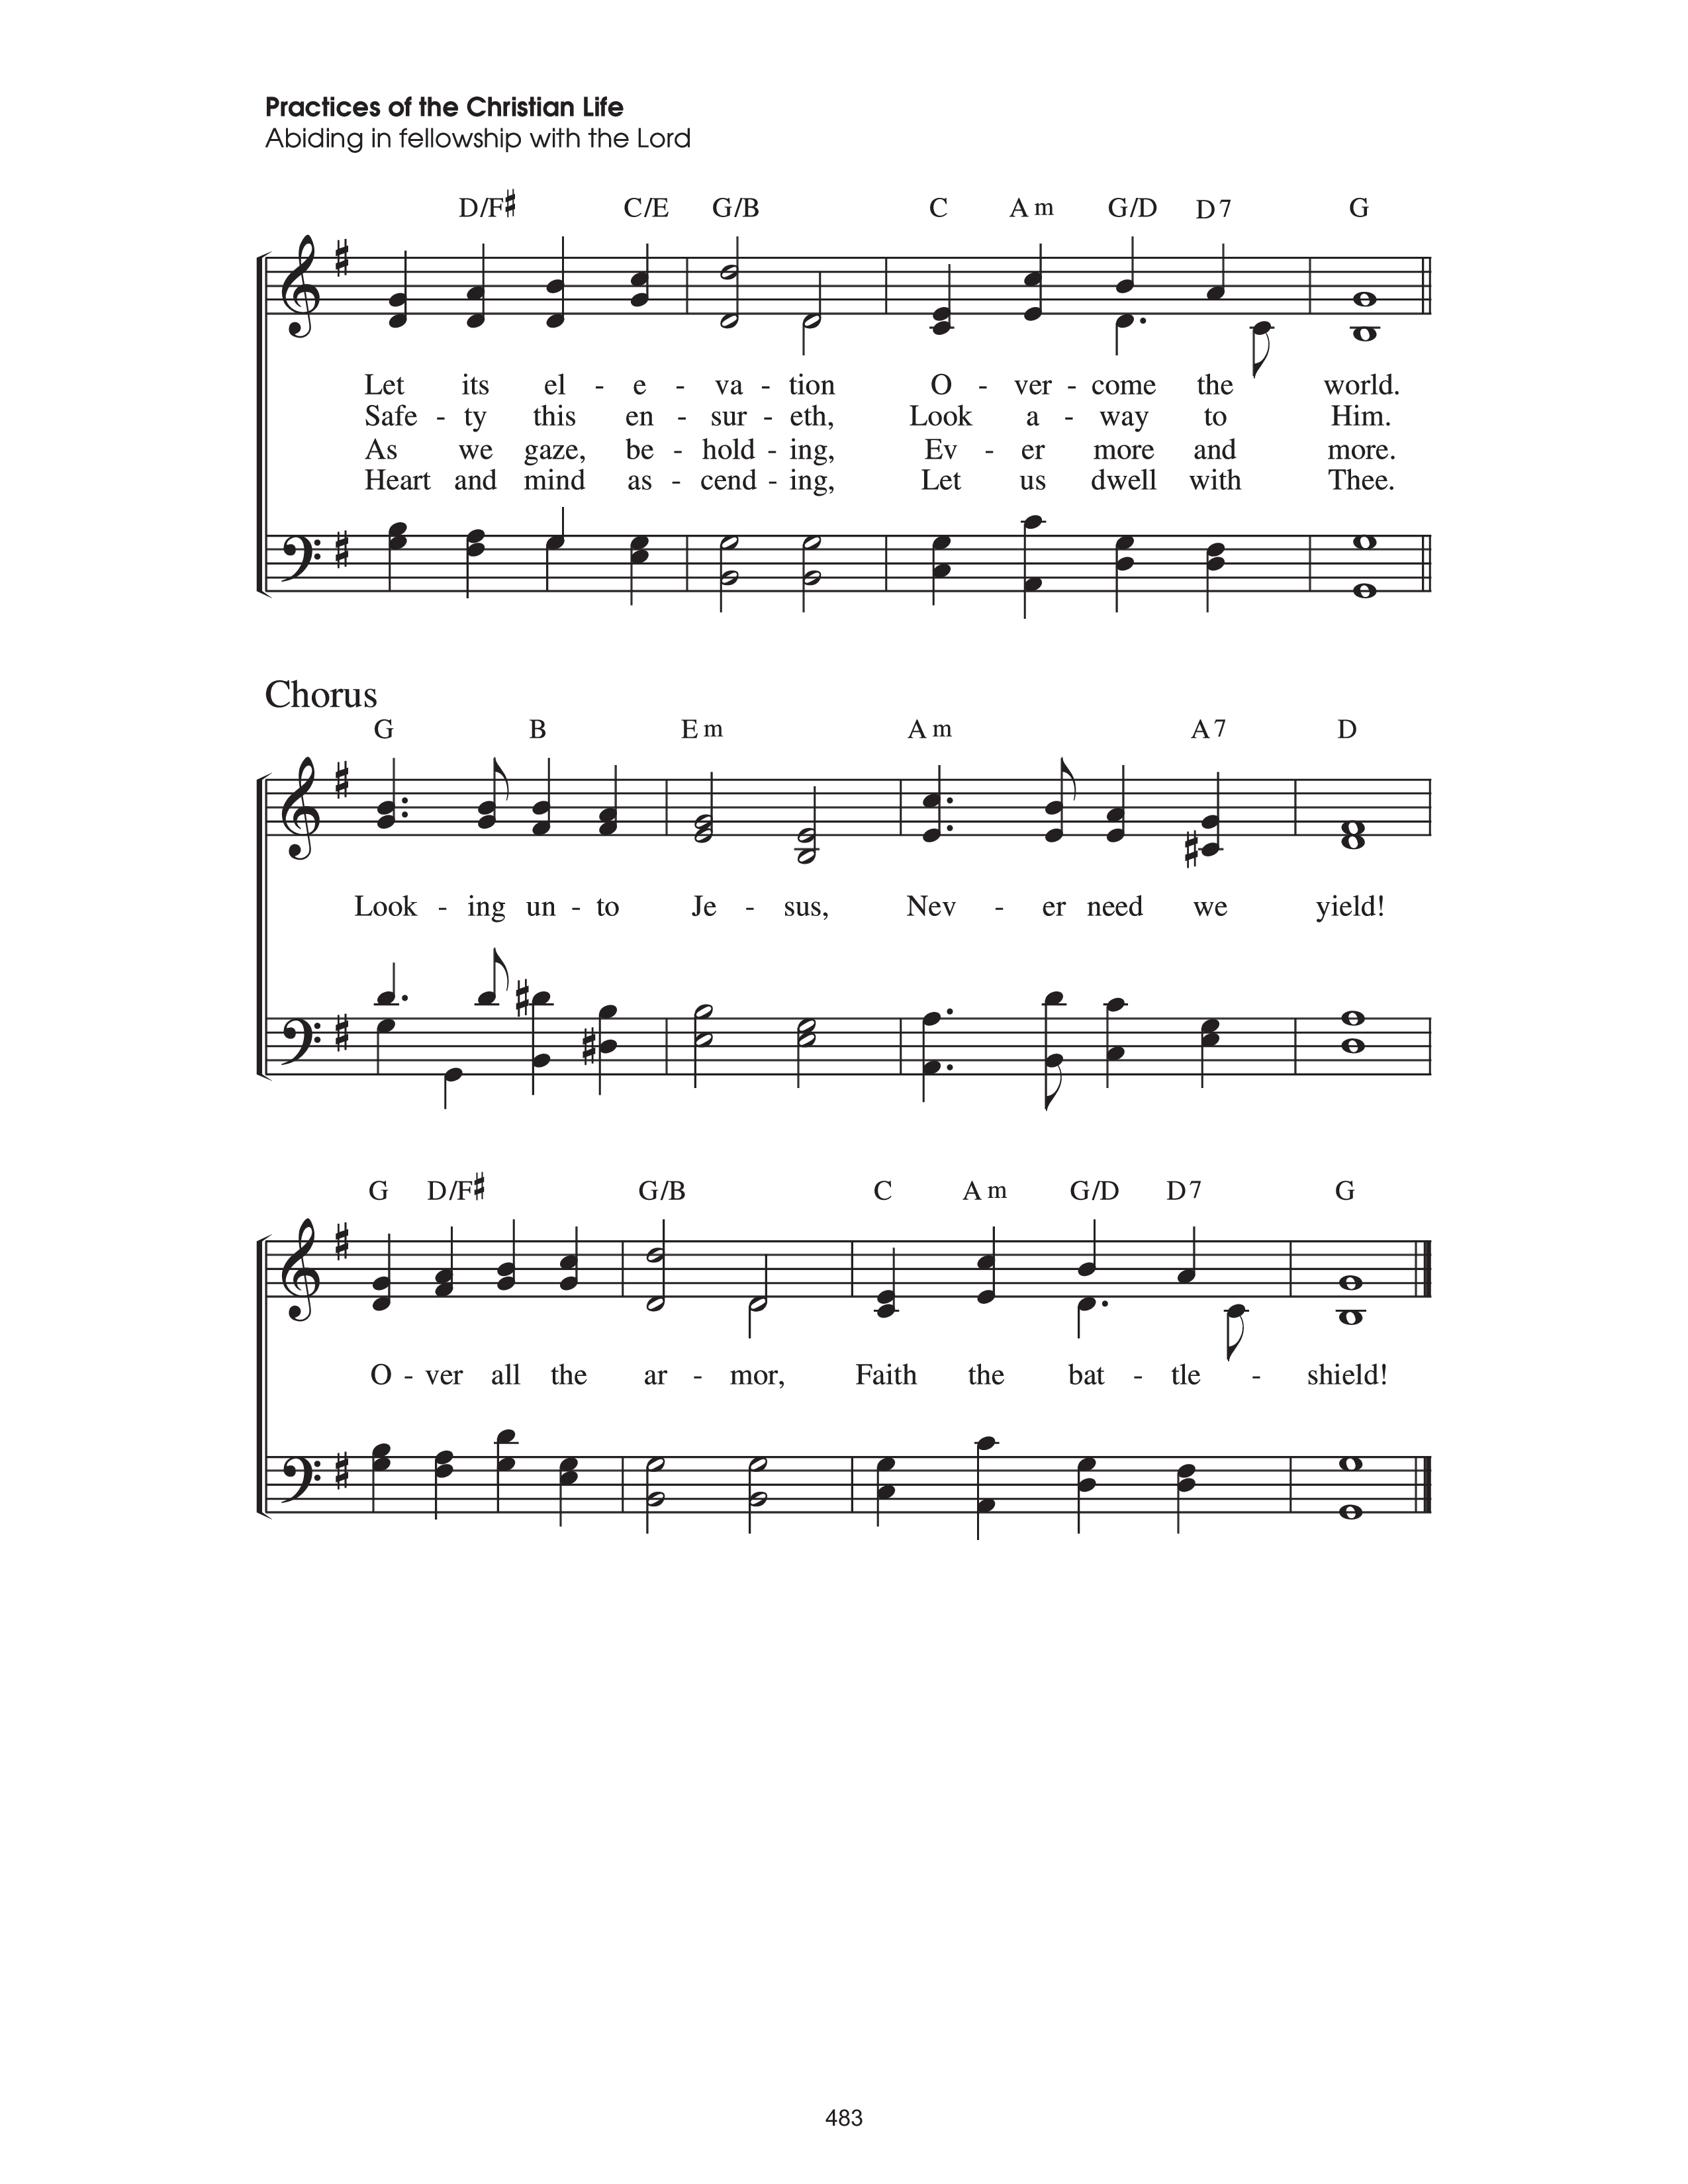 Practices of the Christian Life
Abiding in fellowship with the Lord
D/F♯ C/E G/B C Am G/D D7 G
Let its el - e - va - tion O - ver - come the world.
Safe - ty this en - sur - eth, Look a - way to Him.
As we gaze, be - hold - ing, Ev - er more and more.
Heart and mind as - cend - ing, Let us dwell with Thee.
Chorus
G B Em Am A7 D
Look - ing un - to Je - sus, Nev - er need we yield!
G D/F♯ G/B C Am G/D D7 G
O - ver all the ar - mor, Faith the bat - tle - shield!
483